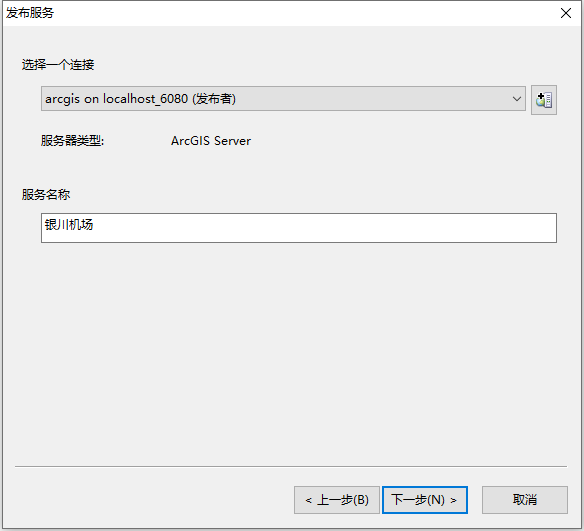 发布服务
选择一个连接
arcgis on localhost_6080 (发布者)
服务器类型: ArcGIS Server
服务名称
银川机场
< 上一步(B) 下一步(N) > 取消